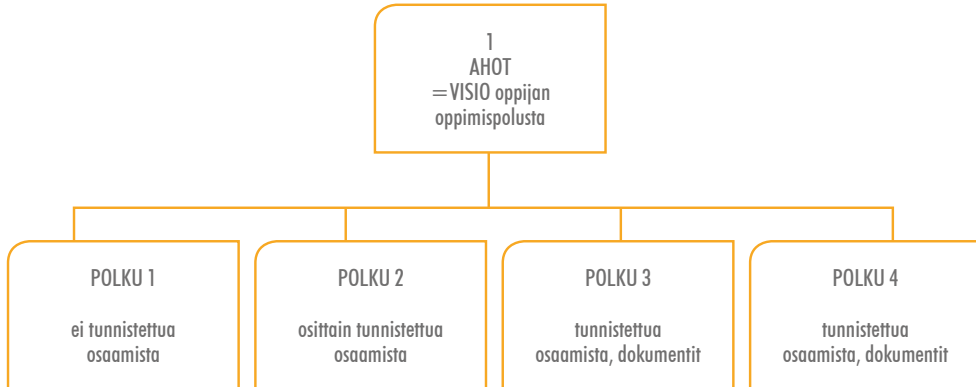 1
AHOT
=VISIO oppijan
oppimispolusta
POLKU 1
ei tunnistettua
osaamista
POLKU 2
osittain tunnistettua
osaamista
POLKU 3
tunnistettua
osaamista, dokumentit
POLKU 4
tunnistettua
osaamista, dokumentit